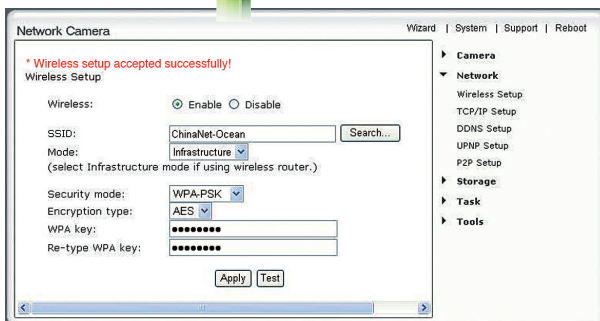 Network Camera
Wizard | System | Support | Reboot
* Wireless setup accepted successfully!
Wireless Setup
Wireless: Enable Disable
SSID: ChinaNet-Ocean Search...
Mode: Infrastructure
(select Infrastructure mode if using wireless router.)
Security mode: WPA-PSK
Encryption type: AES
WPA key: ●●●●●●●●
Re-type WPA key: ●●●●●●●●
Apply Test
Camera
Network
Wireless Setup
TCP/IP Setup
DDNS Setup
UPNP Setup
P2P Setup
Storage
Task
Tools